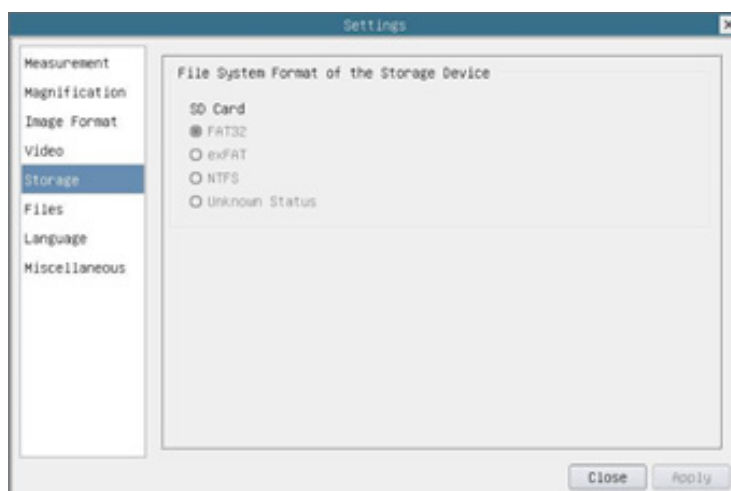 Settings
Measurement
Magnification
Image Format
Video
Storage
Files
Language
Miscellaneous
File System Format of the Storage Device
SD Card
FAT32
exFAT
NTFS
Unknown Status
Close
Apply